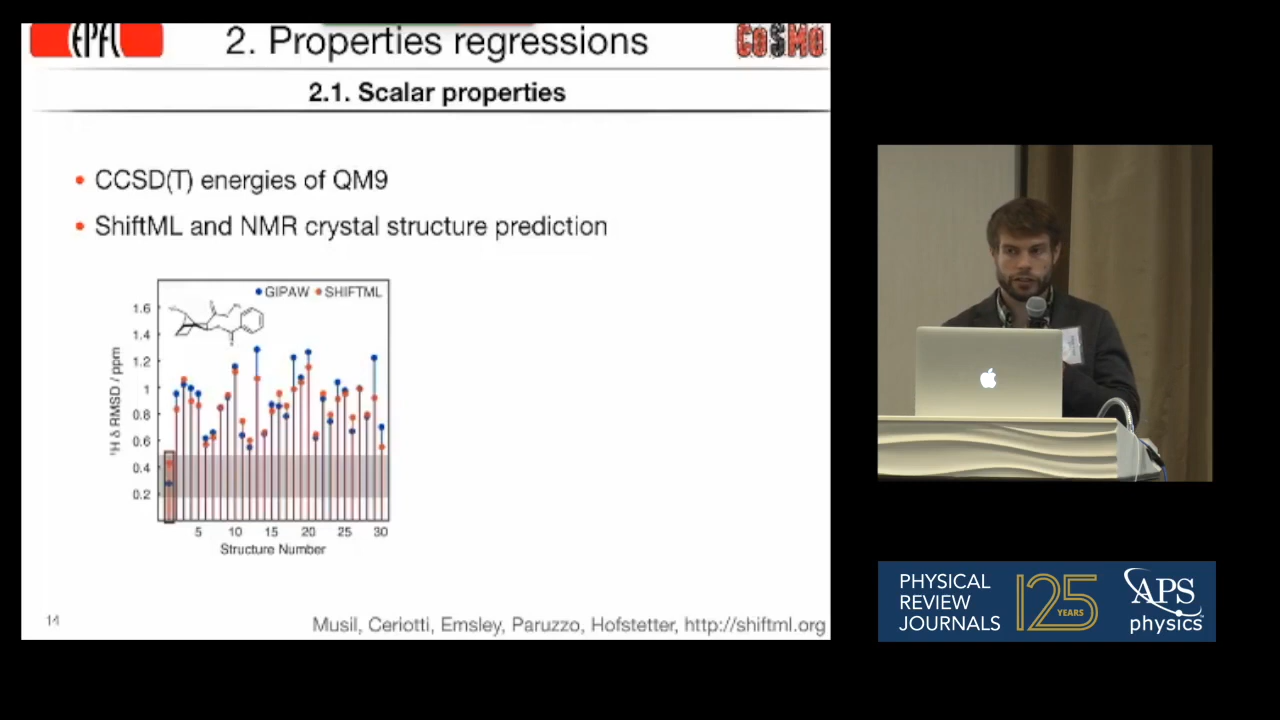 EPFL
2. Properties regressions
COSMO
2.1. Scalar properties
• CCSD(T) energies of QM9
• ShiftML and NMR crystal structure prediction
GIPAW SHIFTML
1.6
1.4
1.2
1
0.8
0.6
0.4
0.2
¹H δ RMSD / ppm
5 10 15 20 25 30
Structure Number
14
Musil, Ceriotti, Emsley, Paruzzo, Hofstetter, http://shiftml.org
PHYSICAL
REVIEW
JOURNALS
125
YEARS
APS
physics